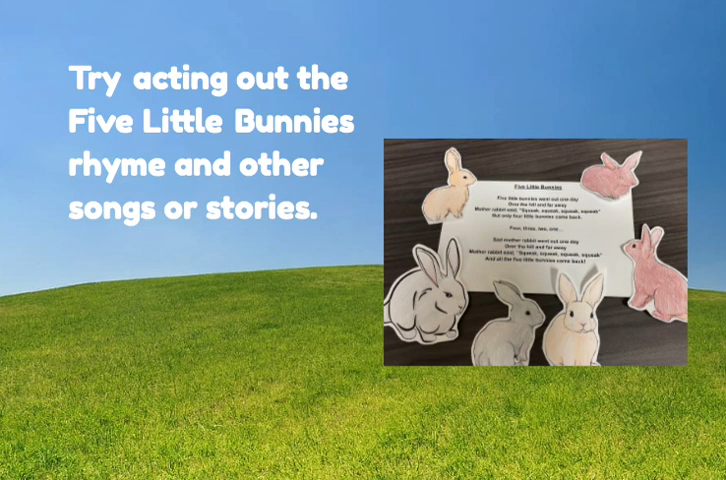 Try acting out the
Five Little Bunnies
rhyme and other
songs or stories.
Five Little Bunnies
Five little bunnies went out one day
Over the hill and far away
Mother rabbit said, "Squeak, squeak, squeak, squeak"
But only four little bunnies came back.
Four, three, two, one…
Sad mother rabbit went out one day
Over the hill and far away
Mother rabbit said, "Squeak, squeak, squeak, squeak"
And all the five little bunnies came back!